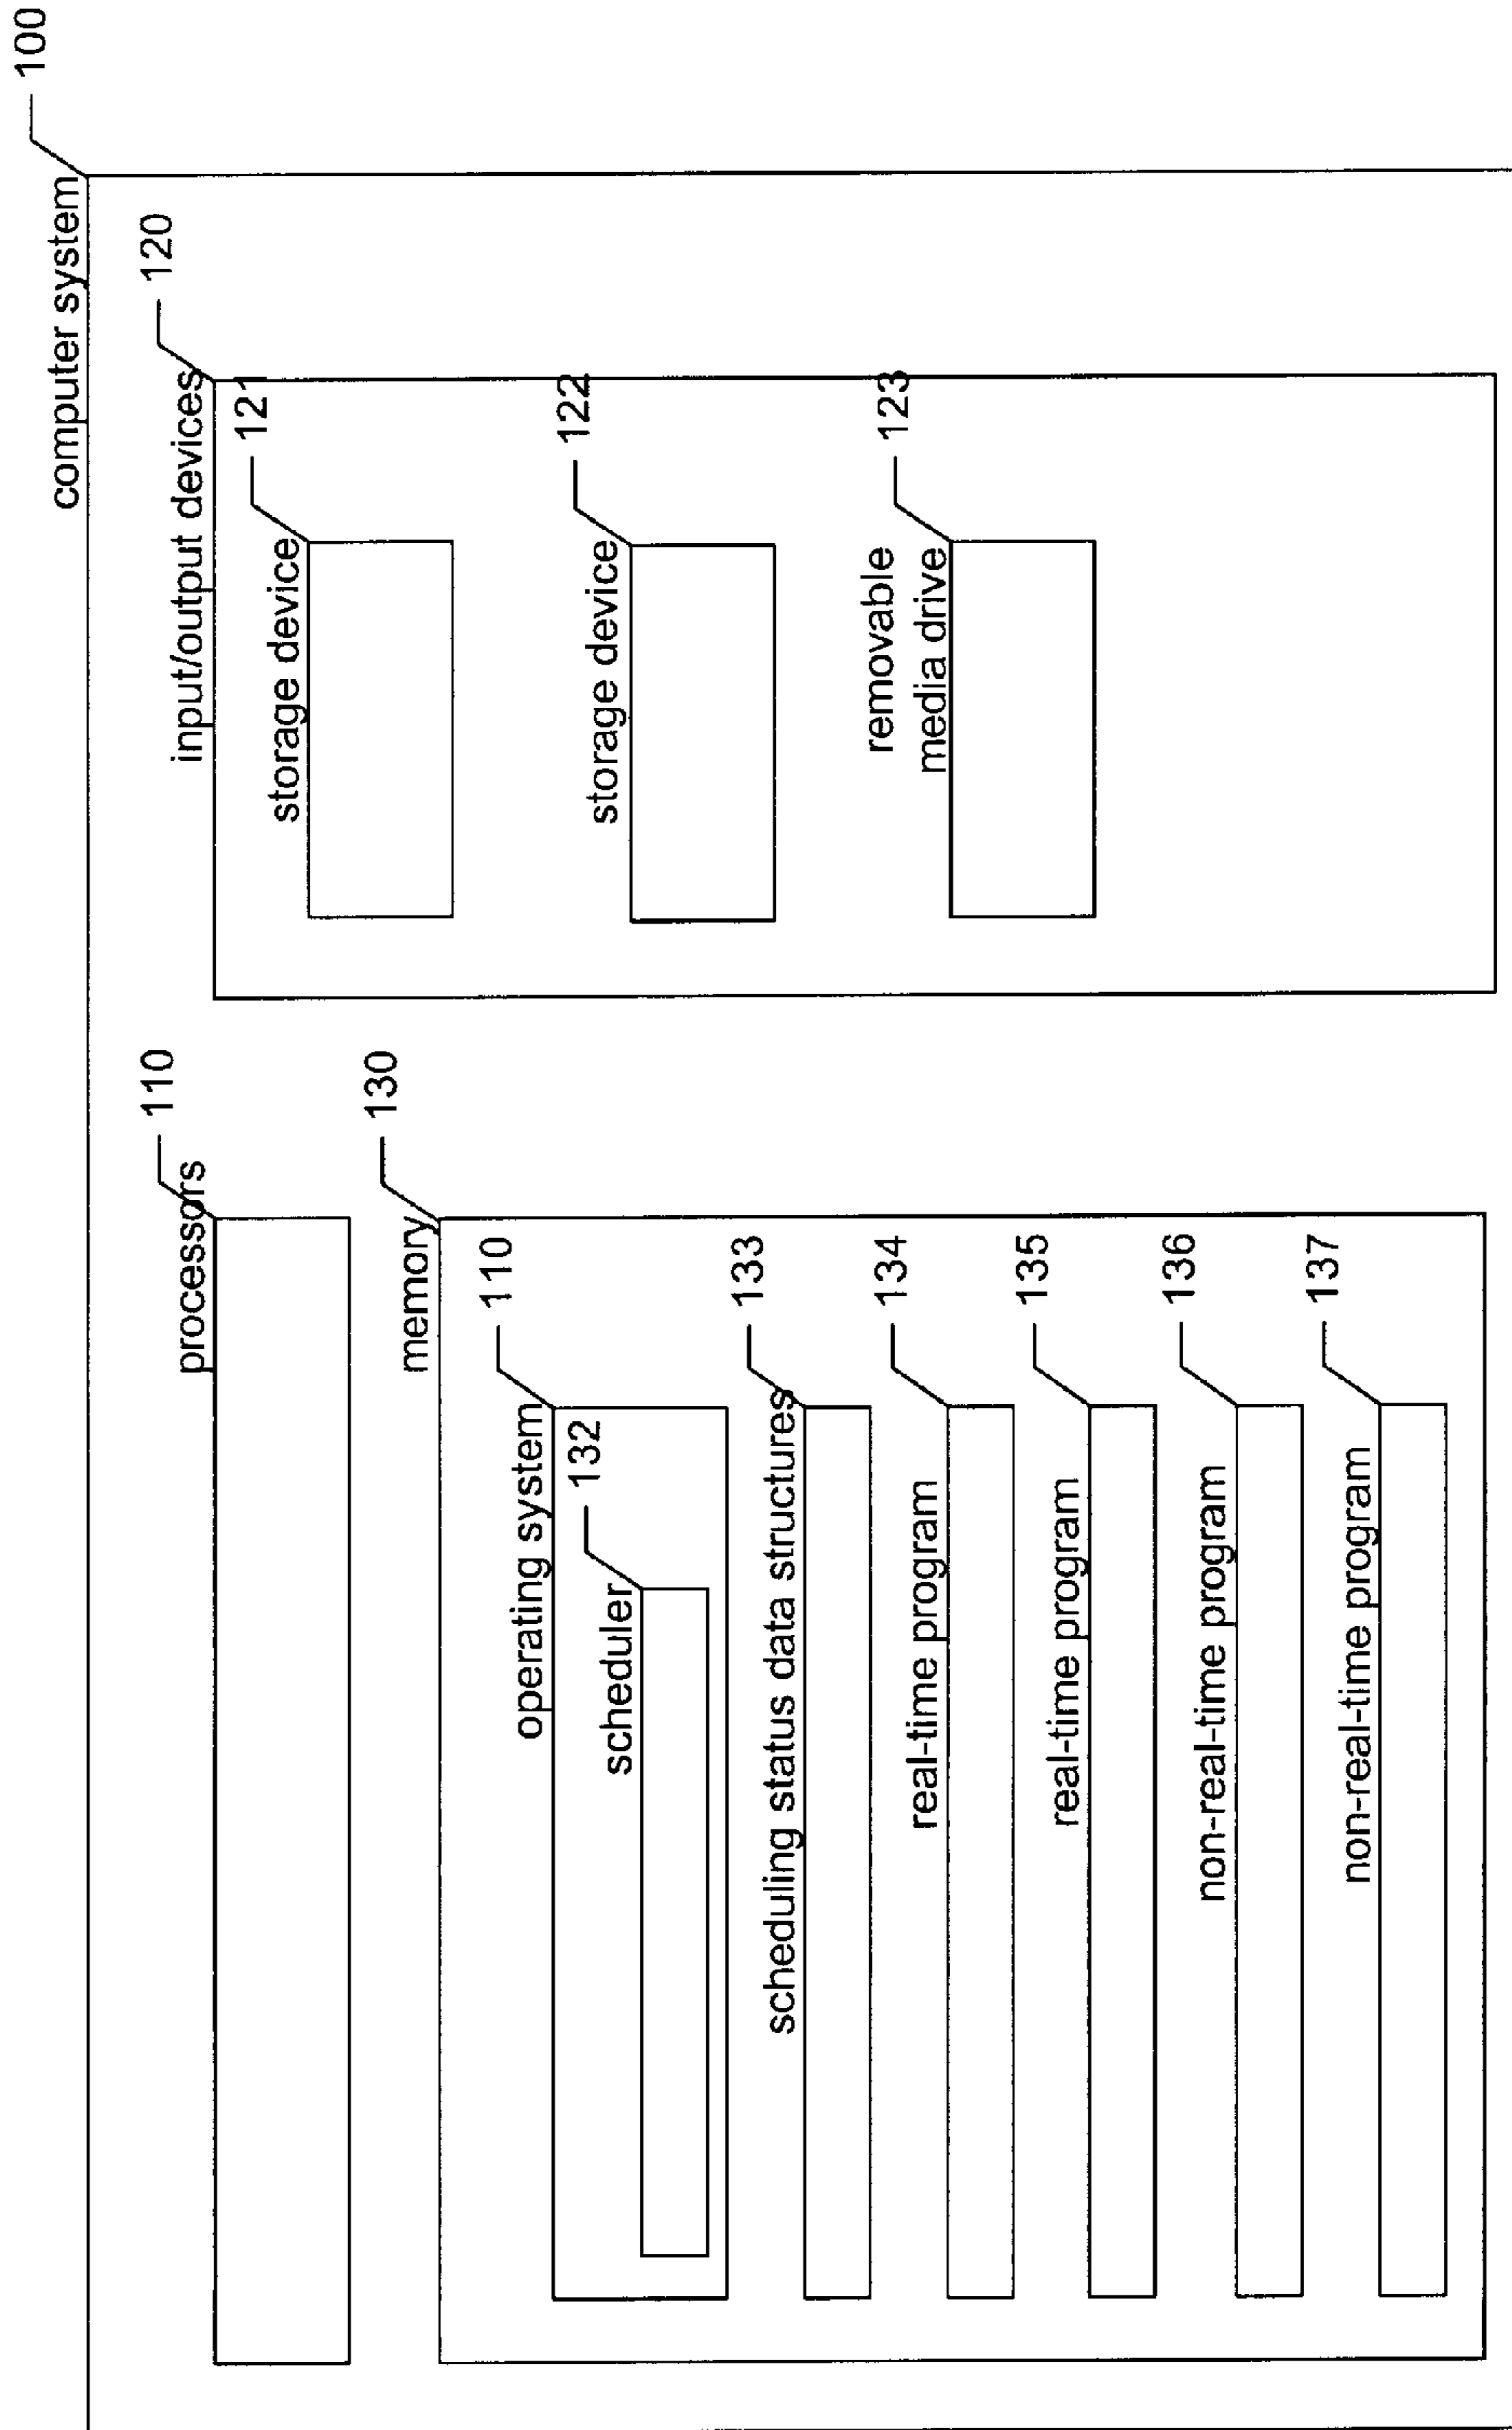 computer system 100
processors 110
memory 130
operating system 110
scheduler 132
scheduling status data structures 133
real-time program 134
real-time program 135
non-real-time program 136
non-real-time program 137
input/output devices 120
storage device 121
storage device 122
removable
media drive 123